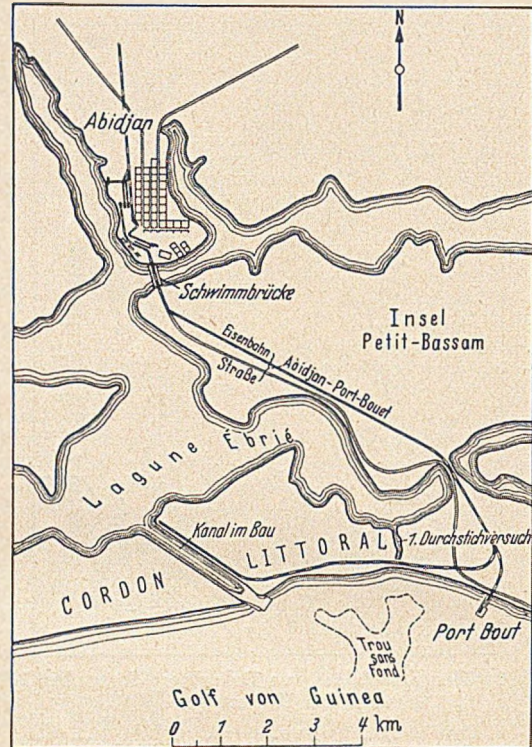 N
Abidjan
Schwimmbrücke
Insel
Petit-Bassam
Eisenbahn
Straße
Abidjan-Port-Bouet
Lagune Ébrié
Kanal im Bau
1. Durchstichversuch
CORDON LITTORAL
Port Bout
Trou
sans
fond
Golf von Guinea
0 1 2 3 4 km